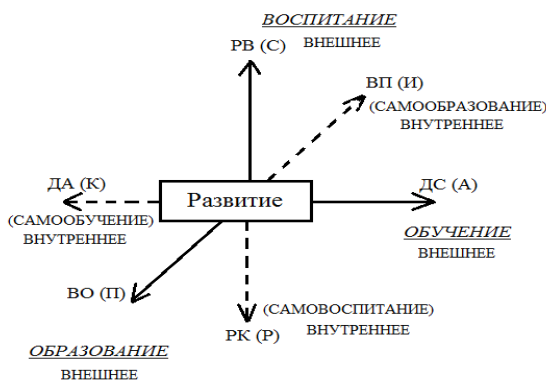 ВОСПИТАНИЕ
ВНЕШНЕЕ
РВ (С)
ВП (И)
(САМООБРАЗОВАНИЕ)
ВНУТРЕННЕЕ
ДА (К)
Развитие
ДС (А)
(САМООБУЧЕНИЕ)
ВНУТРЕННЕЕ
ОБУЧЕНИЕ
ВНЕШНЕЕ
ВО (П)
(САМОВОСПИТАНИЕ)
РК (Р)
ВНУТРЕННЕЕ
ОБРАЗОВАНИЕ
ВНЕШНЕЕ